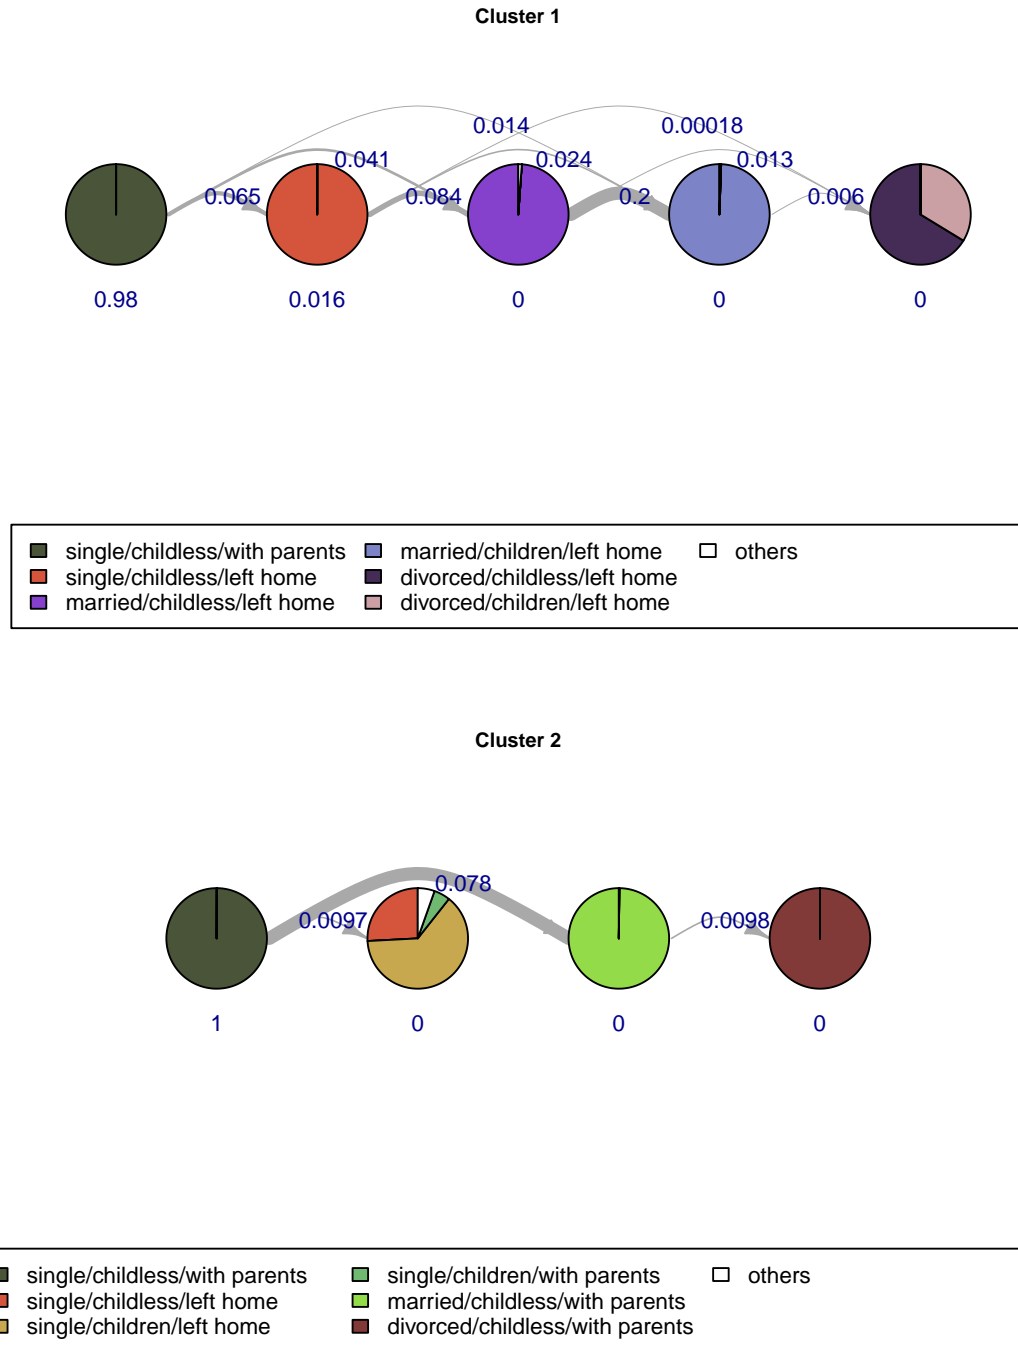 Cluster 1
0.014 0.00018
0.041 0.024 0.013
0.065 0.084 0.2 0.006
0.98 0.016 0 0 0
single/childless/with parents married/children/left home others
single/childless/left home divorced/childless/left home
married/childless/left home divorced/children/left home
Cluster 2
0.078
0.0097 0.0098
1 0 0 0
single/childless/with parents single/children/with parents others
single/childless/left home married/childless/with parents
single/children/left home divorced/childless/with parents